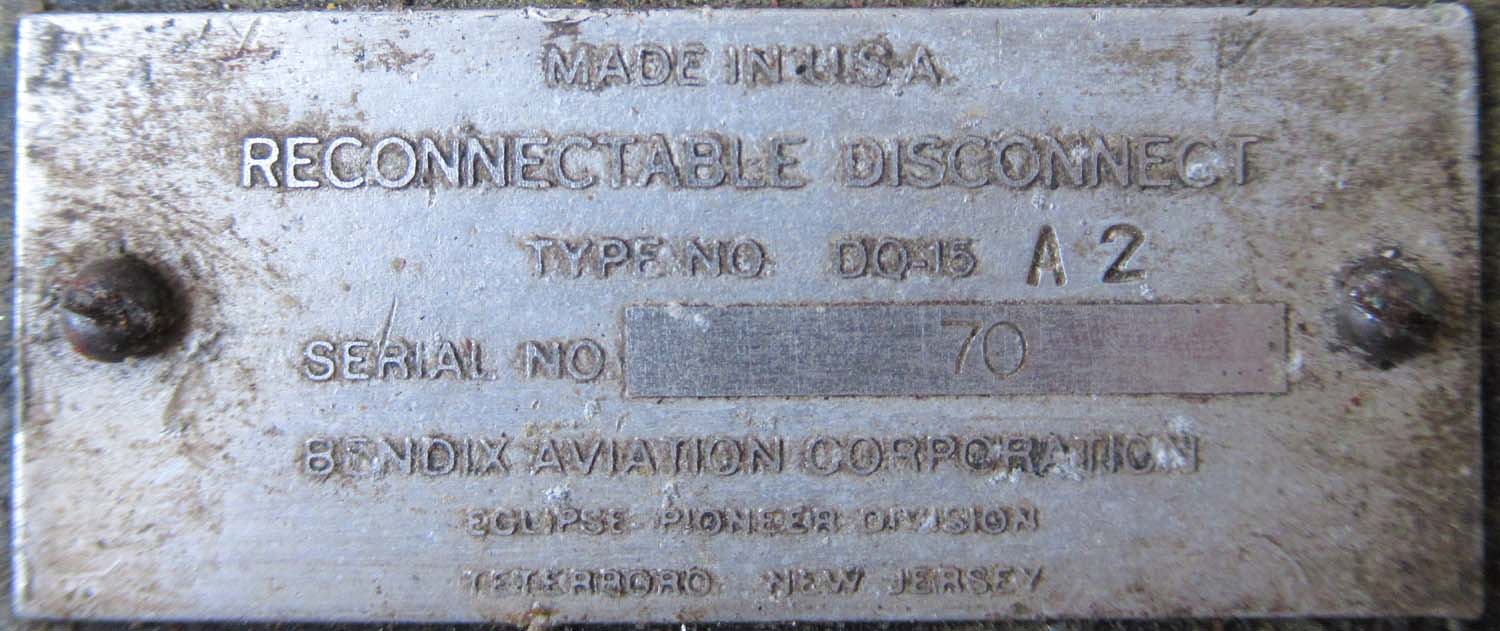 MADE IN U.S.A.
RECONNECTABLE DISCONNECT
TYPE NO. DQ-15 A 2
SERIAL NO. 70
BENDIX AVIATION CORPORATION
ECLIPSE-PIONEER DIVISION
TETERBORO NEW JERSEY